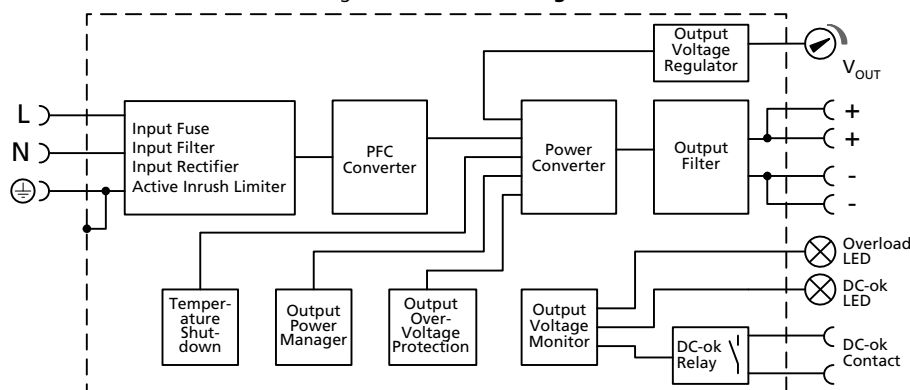 Output
Voltage
Regulator
V OUT
L
N
Input Fuse
Input Filter
Input Rectifier
Active Inrush Limiter
PFC
Converter
Power
Converter
Output
Filter
+
+
-
-
Temper-
ature
Shut-
down
Output
Power
Manager
Output
Over-
Voltage
Protection
Output
Voltage
Monitor
DC-ok
Relay
Overload
LED
DC-ok
LED
DC-ok
Contact